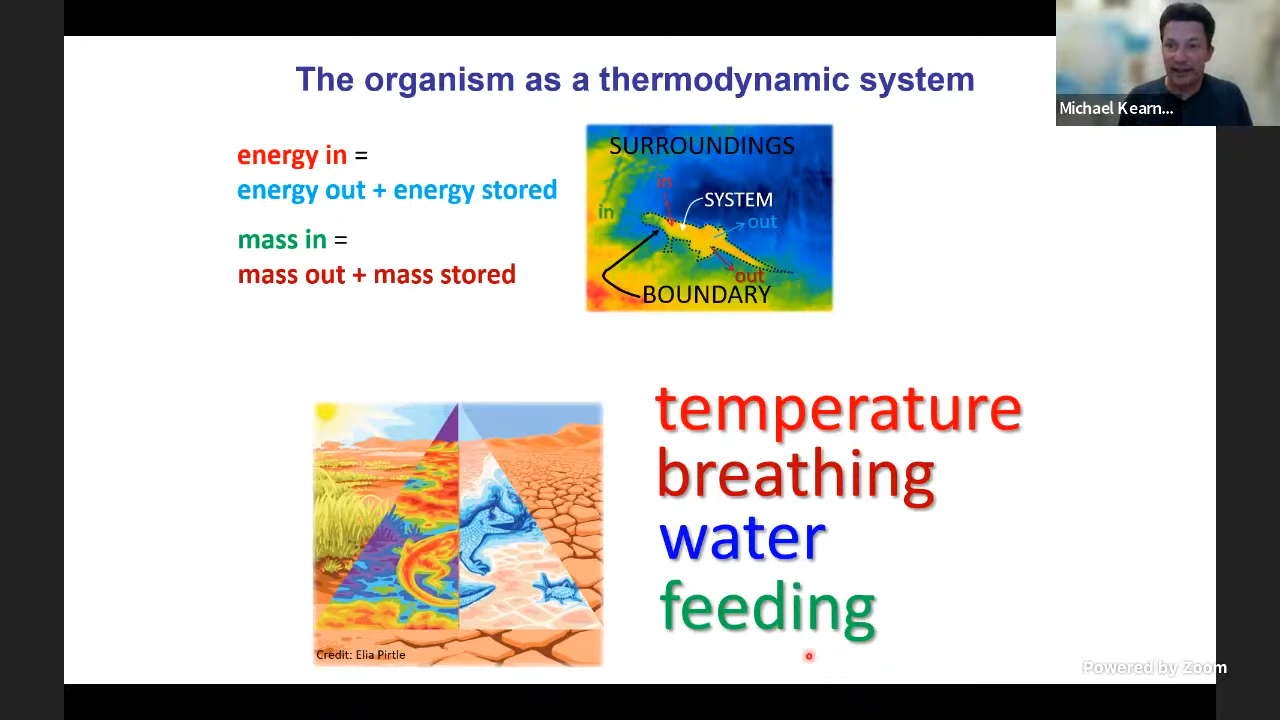 The organism as a thermodynamic system
Michael Kearn...
energy in =
energy out + energy stored
mass in =
mass out + mass stored
SURROUNDINGS
in
in
SYSTEM
out
out
BOUNDARY
temperature
breathing
water
feeding
Credit: Elia Pirtle
Powered by Zoom